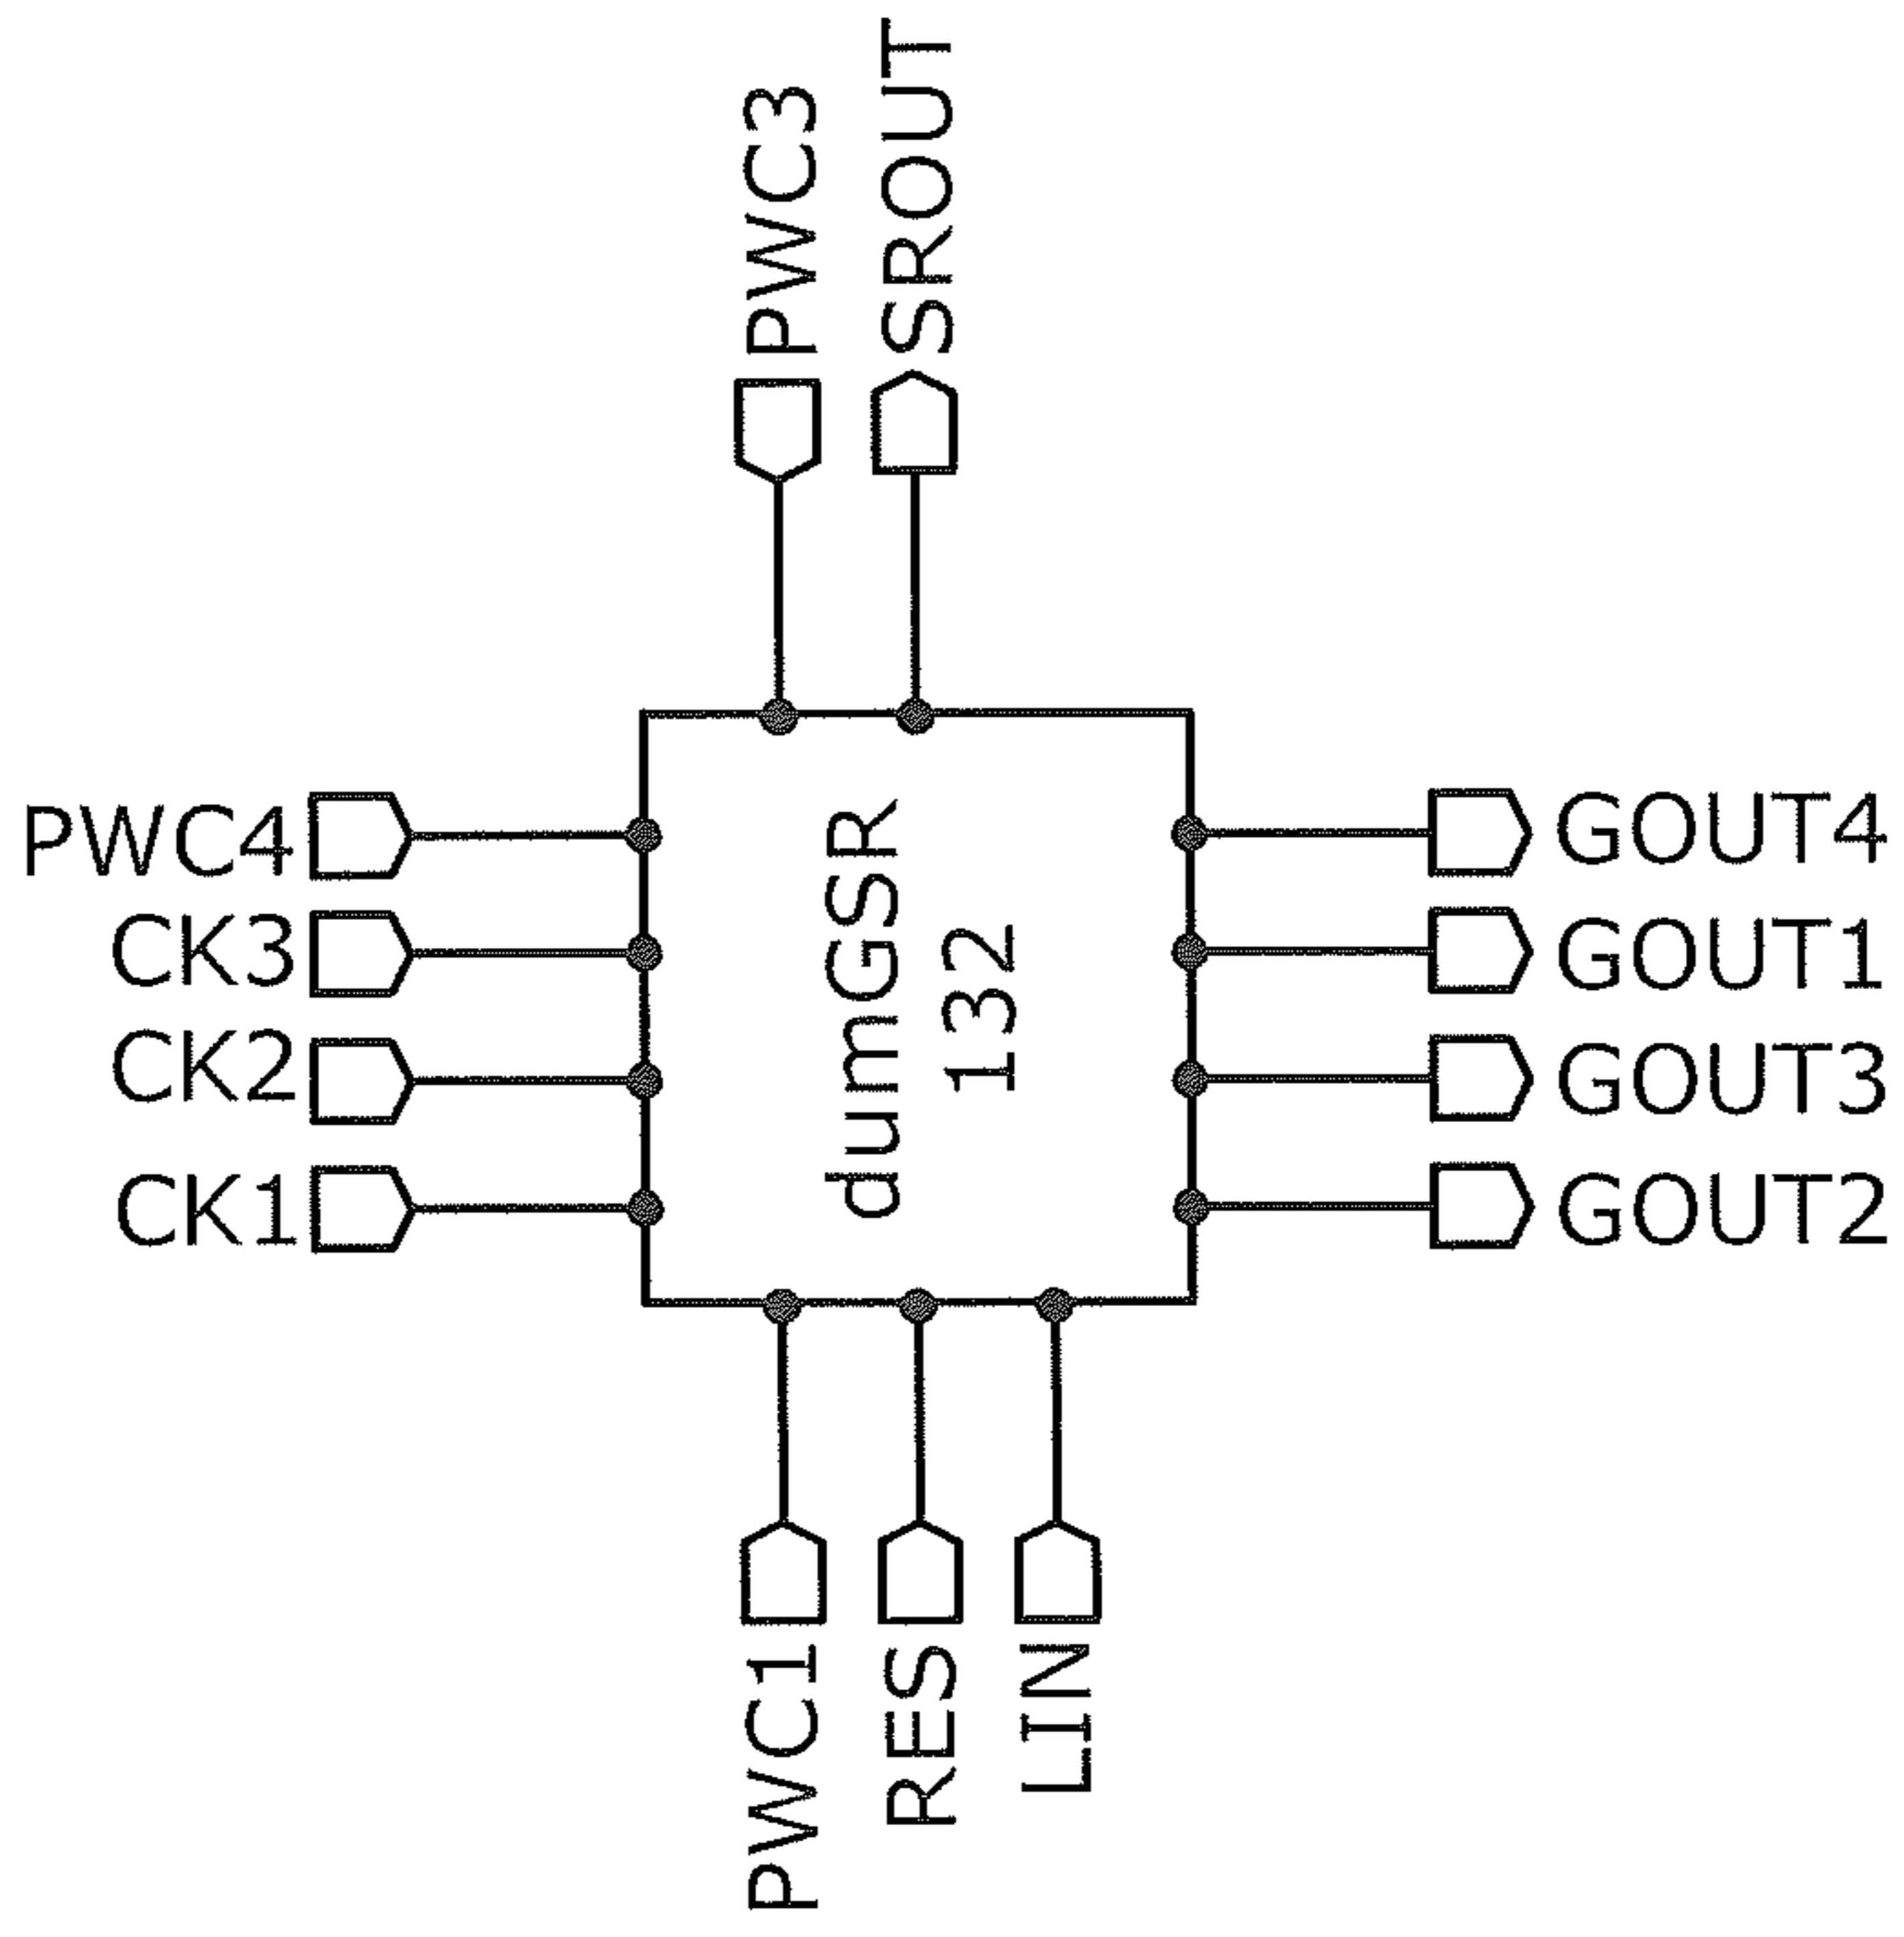 PWC3
SROUT
PWC4
CK3
CK2
CK1
dumGSR
132
GOUT4
GOUT1
GOUT3
GOUT2
PWC1
RES
LIN